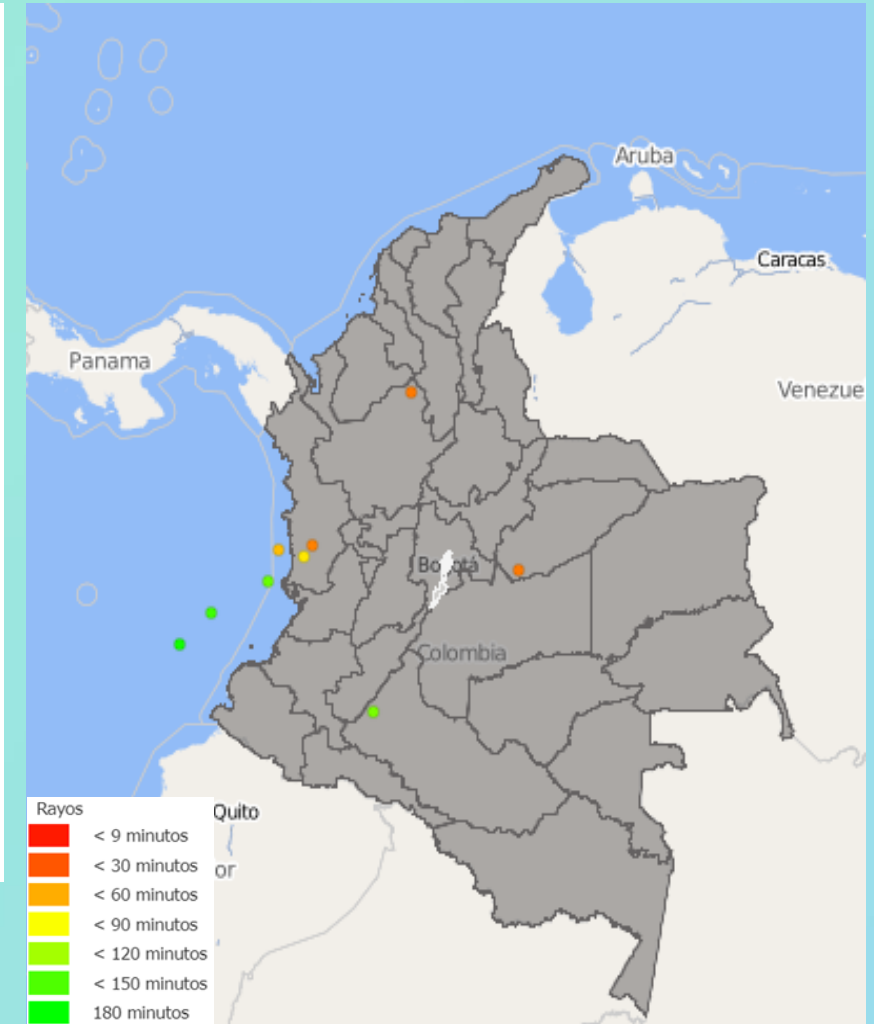 Aruba
Caracas
Panama
Venezue
Bogotá
Colombia
Quito
or
Rayos
< 9 minutos
< 30 minutos
< 60 minutos
< 90 minutos
< 120 minutos
< 150 minutos
180 minutos